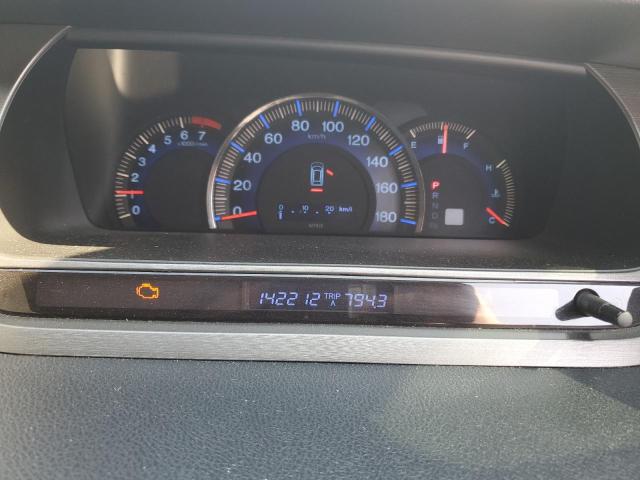 0 1 2 3 4 5 6 7
x1000r/min
0 20 40 60 80 100 120 140 160 180
km/h
0 . 10 . 20 km/l
E F
H
C
P
R
N
D
142212 TRIP A 794.3